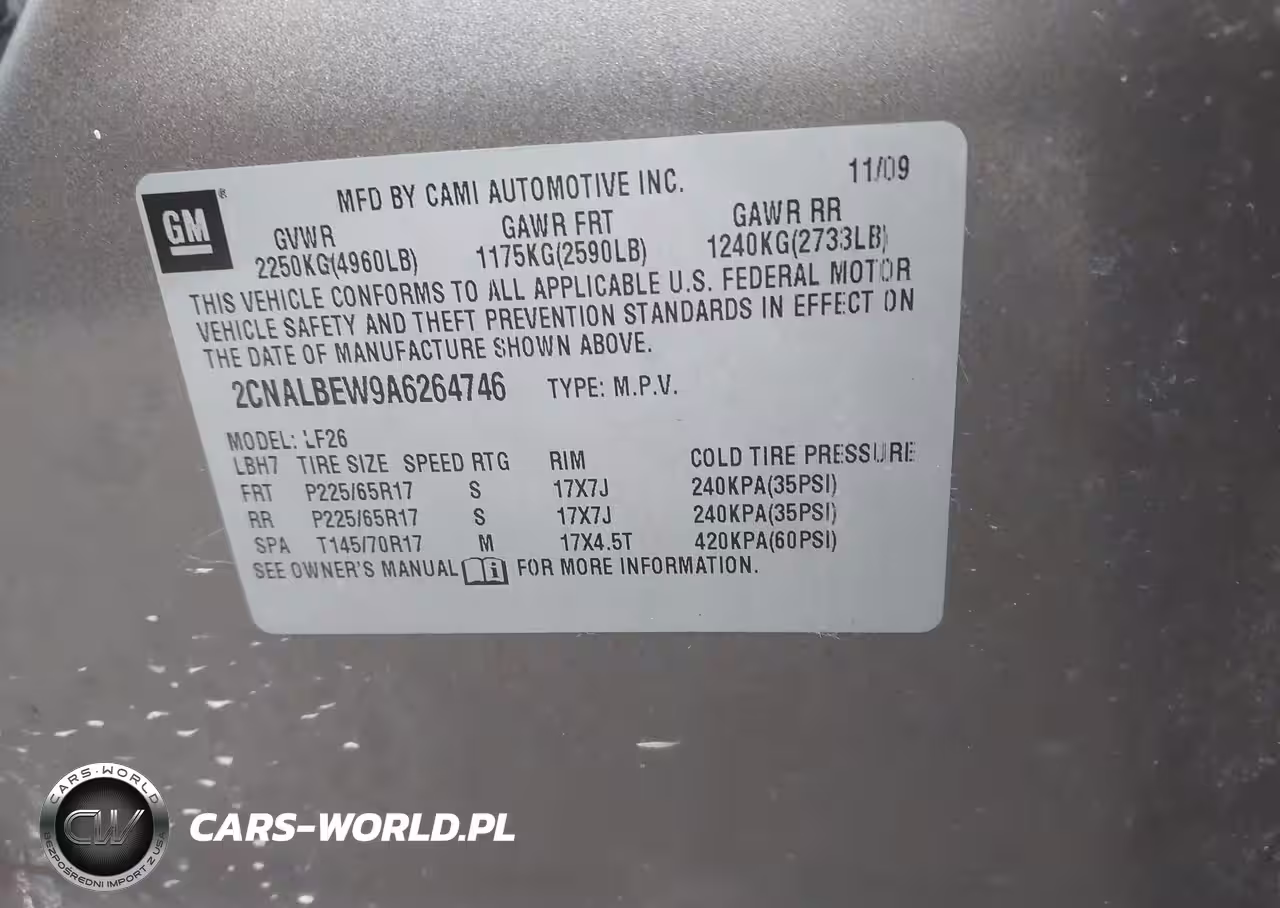 GM®
MFD BY CAMI AUTOMOTIVE INC.
11/09
GVWR GAWR FRT GAWR RR
2250KG(4960LB) 1175KG(2590LB) 1240KG(2733LB)
THIS VEHICLE CONFORMS TO ALL APPLICABLE U.S. FEDERAL MOTOR
VEHICLE SAFETY AND THEFT PREVENTION STANDARDS IN EFFECT ON
THE DATE OF MANUFACTURE SHOWN ABOVE.
2CNALBEW9A6264746 TYPE: M.P.V.
MODEL: LF26
LBH7 TIRE SIZE SPEED RTG RIM COLD TIRE PRESSURE
FRT P225/65R17 S 17X7J 240KPA(35PSI)
RR P225/65R17 S 17X7J 240KPA(35PSI)
SPA T145/70R17 M 17X4.5T 420KPA(60PSI)
SEE OWNER'S MANUAL FOR MORE INFORMATION.
CARS-WORLD
CW
BEZPOŚREDNI IMPORT Z USA
CARS-WORLD.PL